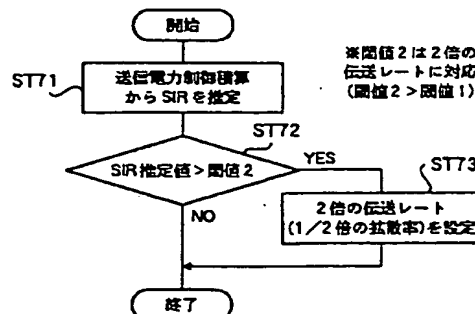 開始
ST71
送信電力制御積算
からSIRを推定
※閾値2は2倍の
伝送レートに対応
(閾値2>閾値1)
ST72
SIR推定値>閾値2
YES
NO
ST73
2倍の伝送レート
(1/2倍の拡散率)を設定
終了